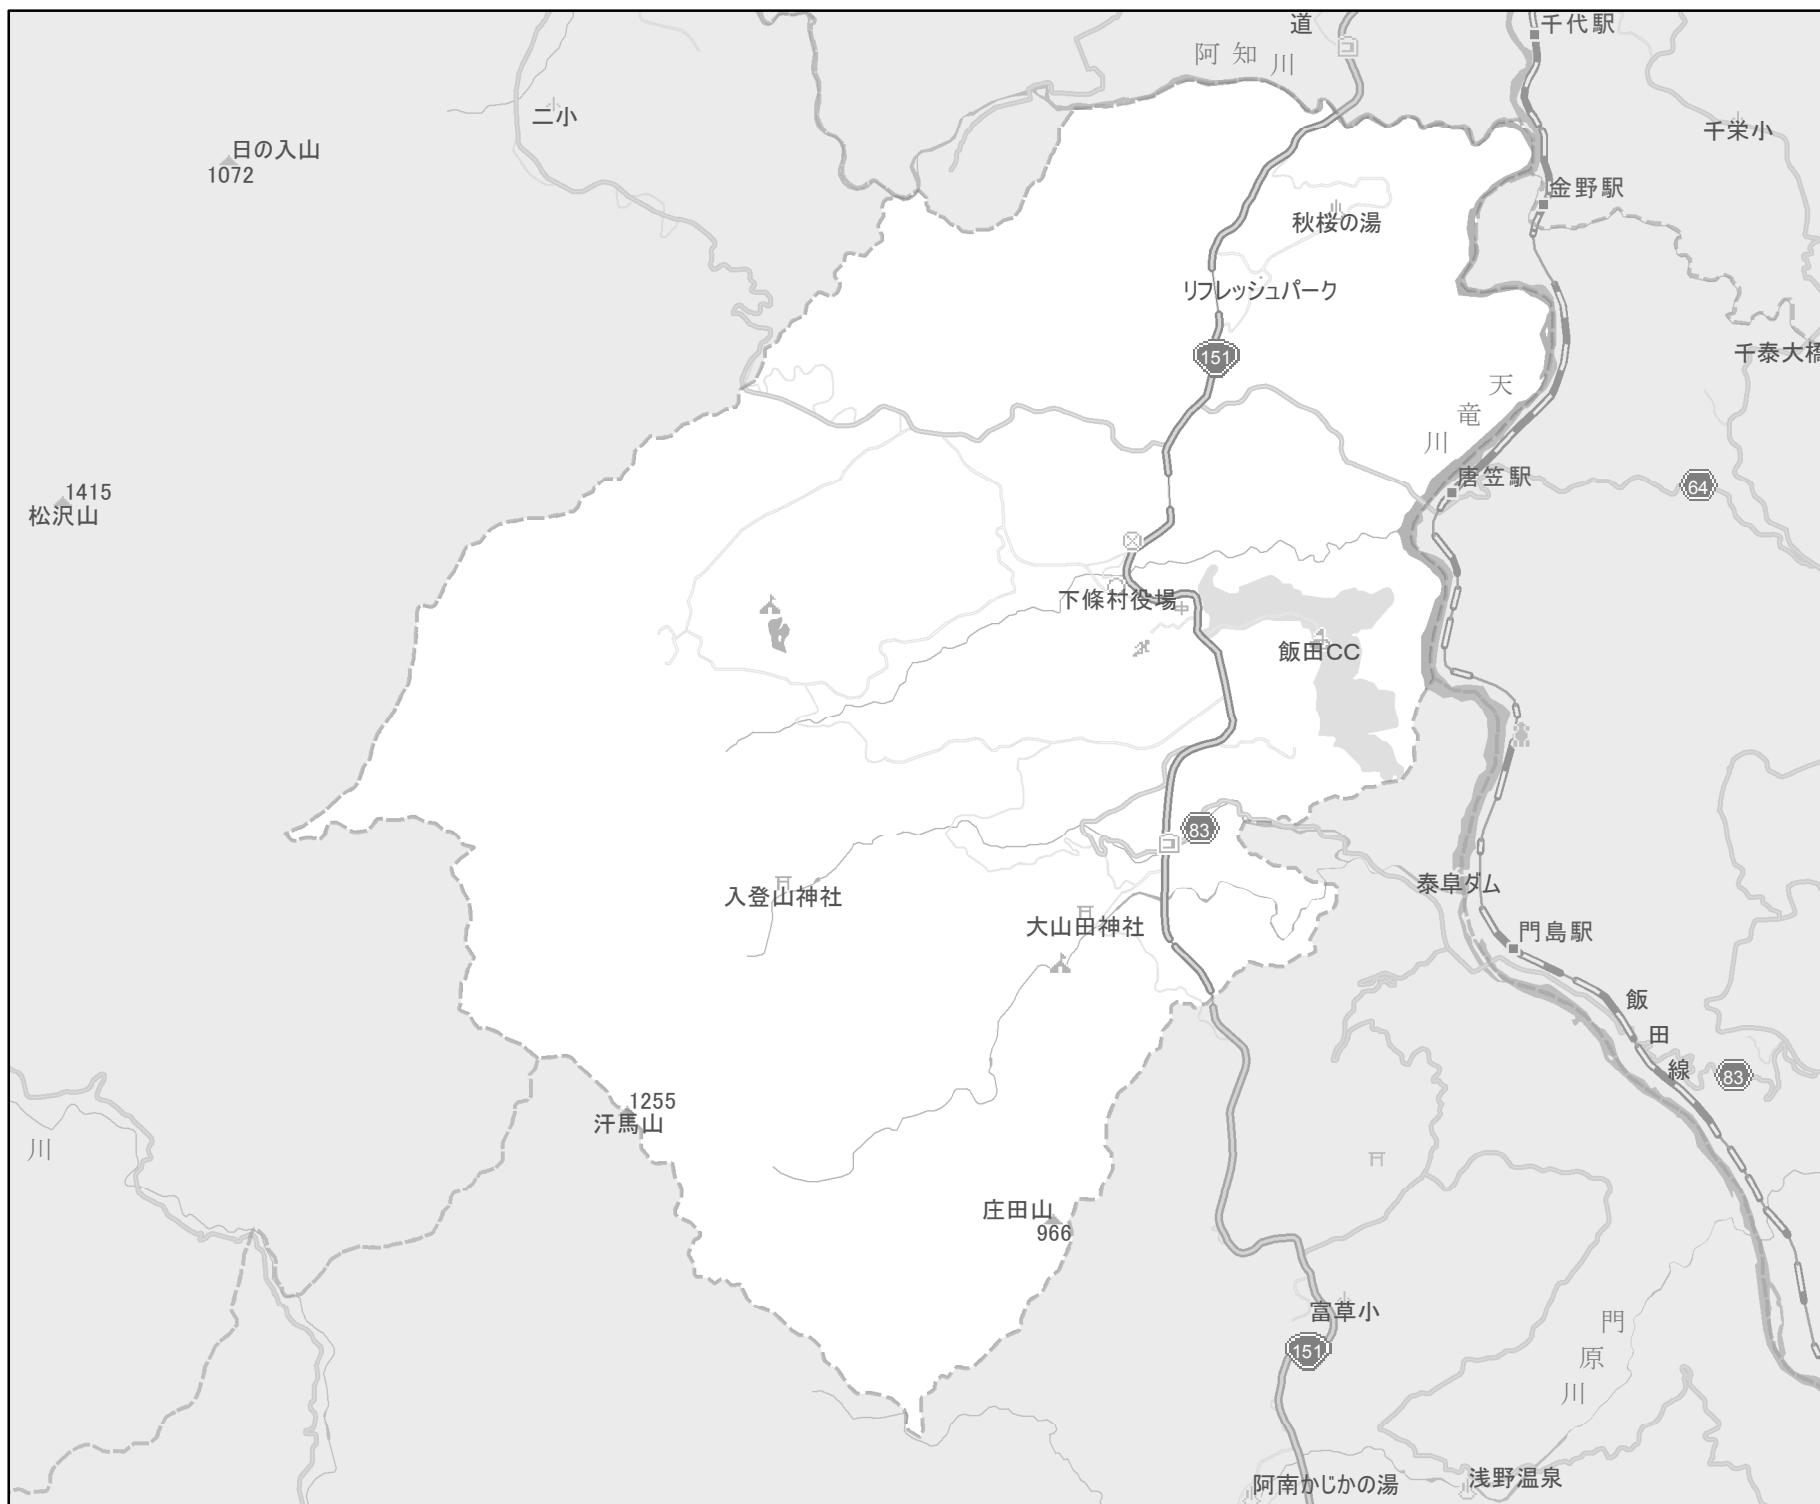 道
千代駅
阿知川
二小
千栄小
日の入山
1072
金野駅
秋桜の湯
リフレッシュパーク
千泰大橋
151
天竜川
唐笠駅
64
1415
松沢山
下條村役場
飯田CC
83
入登山神社
泰阜ダム
大山田神社
門島駅
飯田線
83
1255
汗馬山
川
庄田山
966
富草小
151
門原川
阿南かじかの湯
浅野温泉